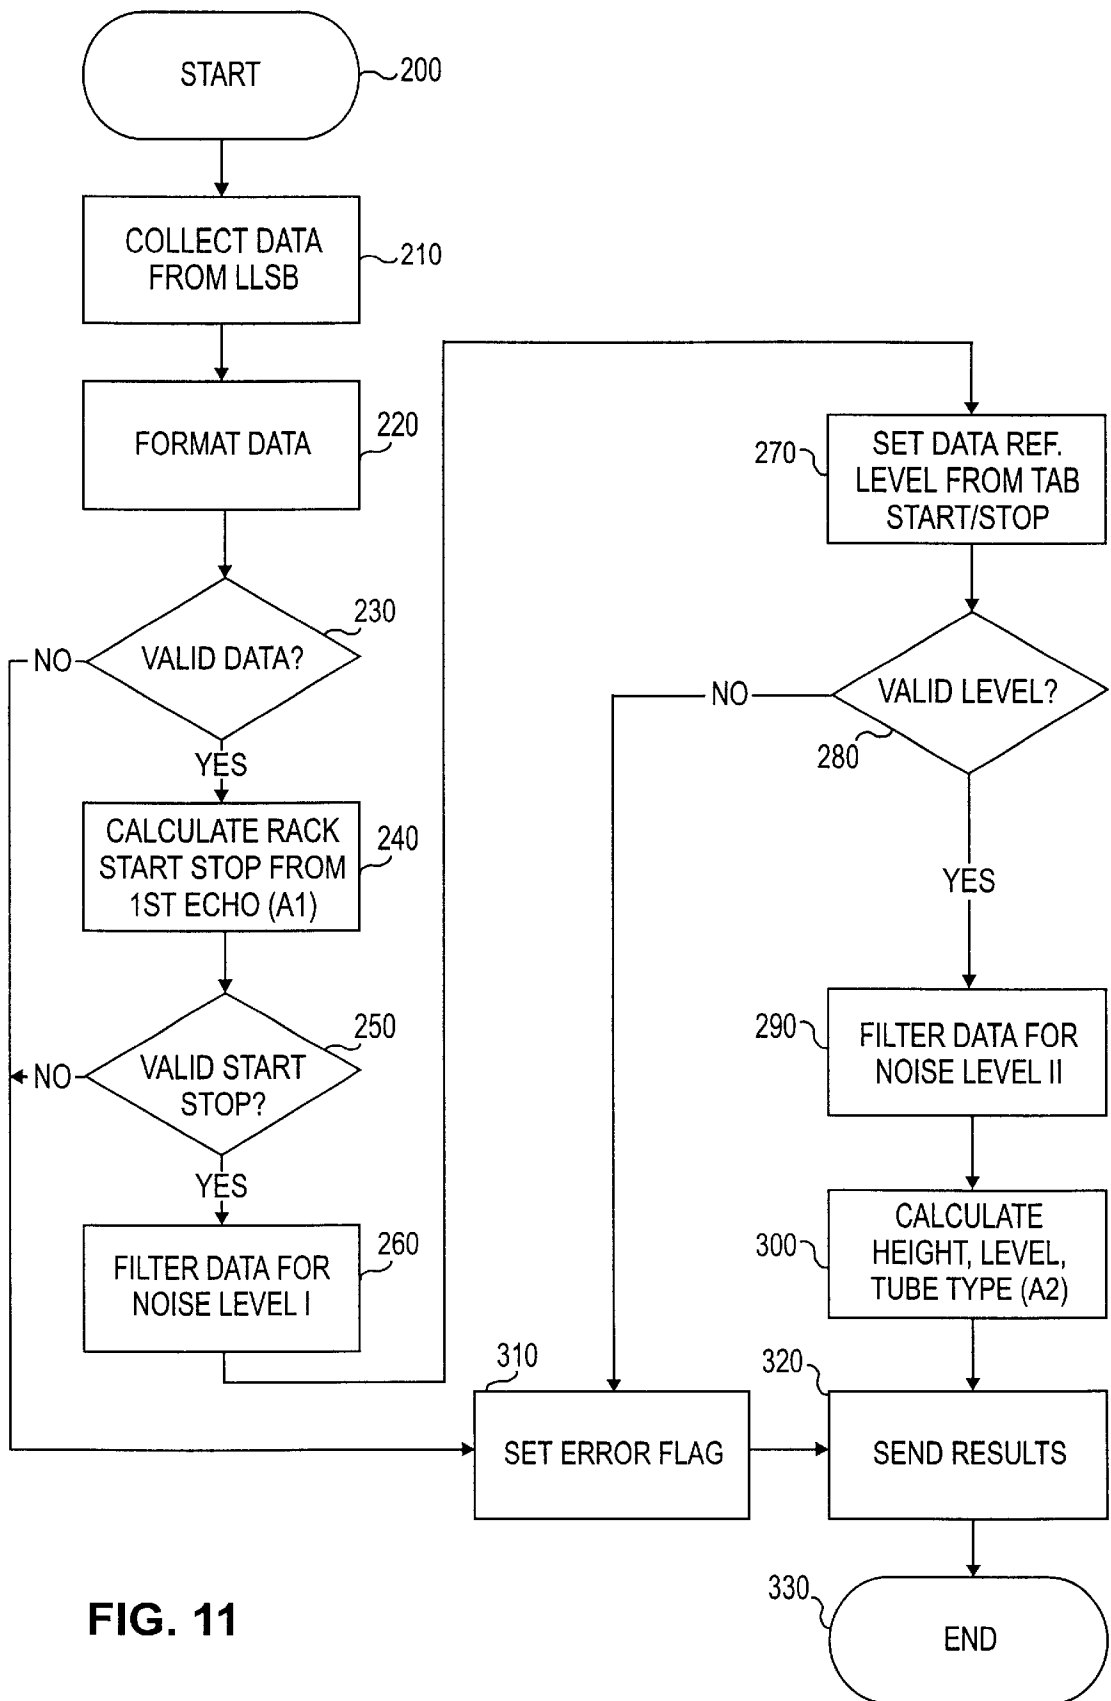 START
200
COLLECT DATA
FROM LLSB
210
FORMAT DATA
220
VALID DATA?
230
NO
YES
CALCULATE RACK
START STOP FROM
1ST ECHO (A1)
240
VALID START
STOP?
250
NO
YES
FILTER DATA FOR
NOISE LEVEL I
260
SET DATA REF.
LEVEL FROM TAB
START/STOP
270
VALID LEVEL?
280
NO
YES
FILTER DATA FOR
NOISE LEVEL II
290
CALCULATE
HEIGHT, LEVEL,
TUBE TYPE (A2)
300
310
SET ERROR FLAG
320
SEND RESULTS
330
END
FIG. 11